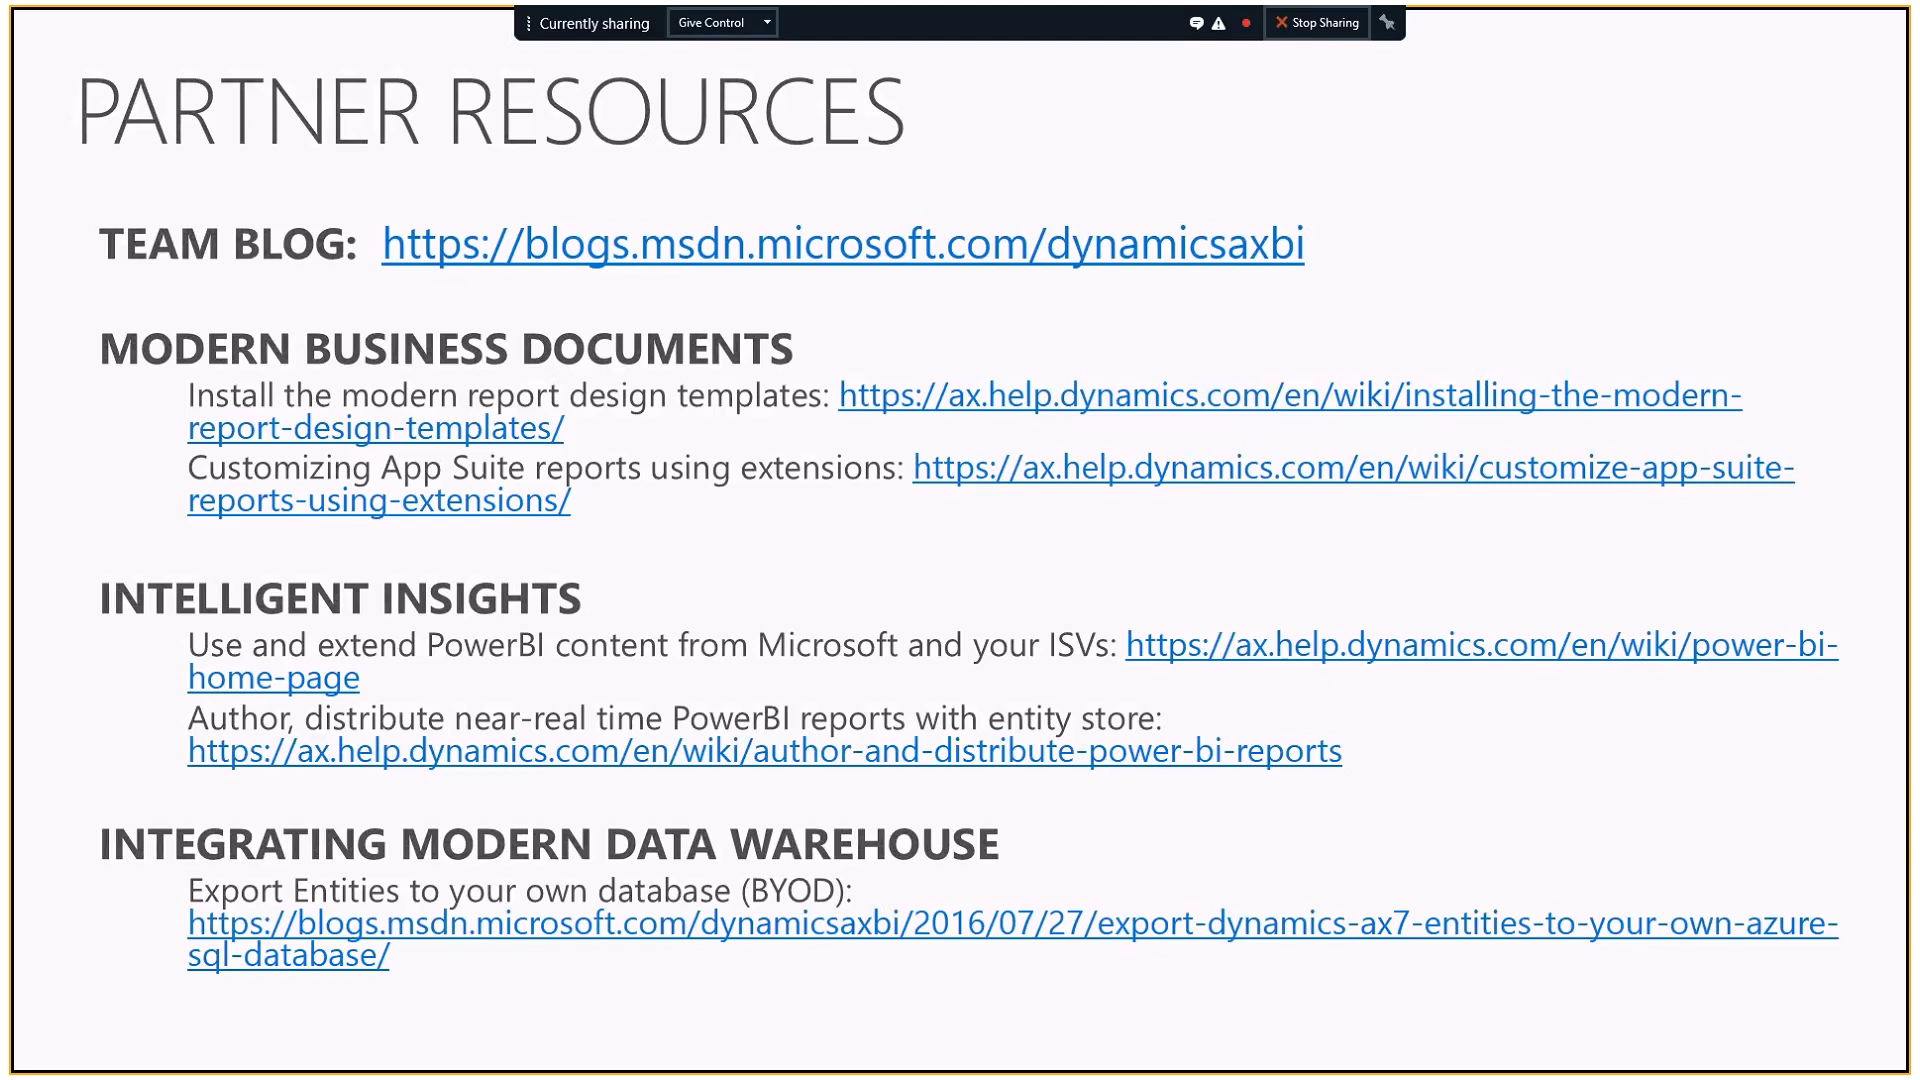 Currently sharing Give Control Stop Sharing
PARTNER RESOURCES
TEAM BLOG: https://blogs.msdn.microsoft.com/dynamicsaxbi
MODERN BUSINESS DOCUMENTS
Install the modern report design templates: https://ax.help.dynamics.com/en/wiki/installing-the-modern-
report-design-templates/
Customizing App Suite reports using extensions: https://ax.help.dynamics.com/en/wiki/customize-app-suite-
reports-using-extensions/
INTELLIGENT INSIGHTS
Use and extend PowerBI content from Microsoft and your ISVs: https://ax.help.dynamics.com/en/wiki/power-bi-
home-page
Author, distribute near-real time PowerBI reports with entity store:
https://ax.help.dynamics.com/en/wiki/author-and-distribute-power-bi-reports
INTEGRATING MODERN DATA WAREHOUSE
Export Entities to your own database (BYOD):
https://blogs.msdn.microsoft.com/dynamicsaxbi/2016/07/27/export-dynamics-ax7-entities-to-your-own-azure-
sql-database/